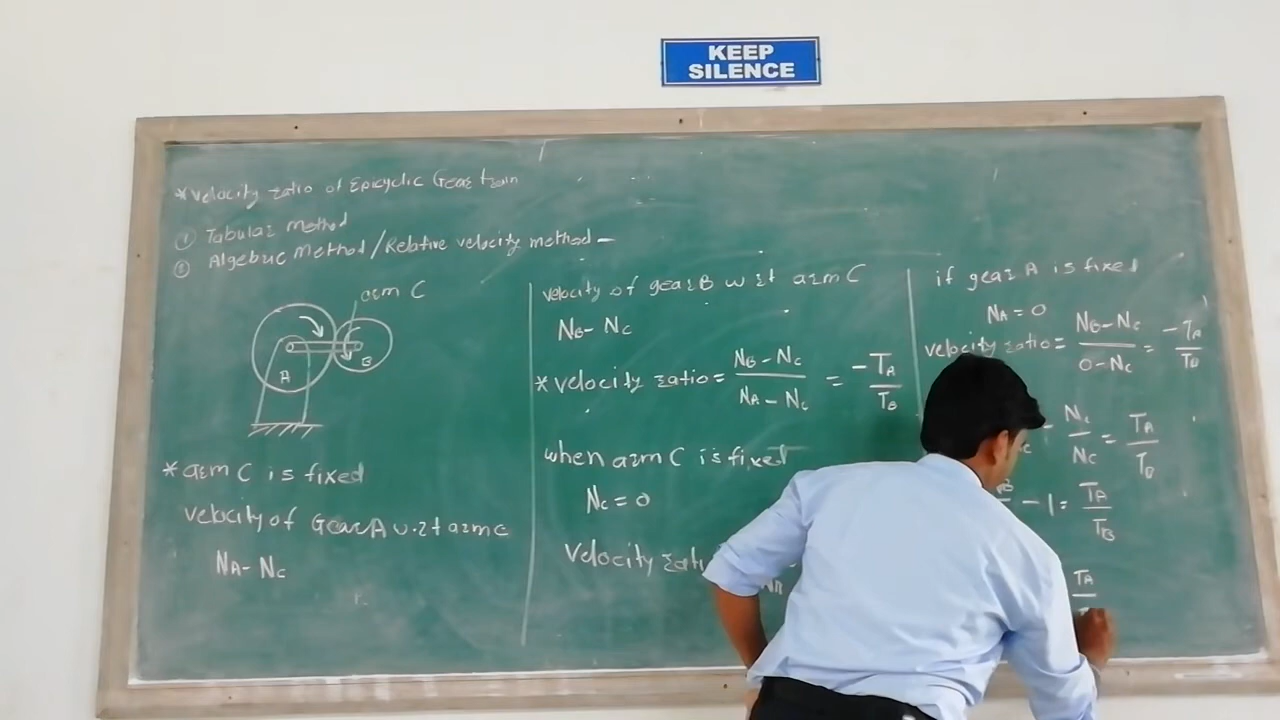 KEEP
SILENCE
*Velocity ratio of Epicyclic Gear train
① Tabular Method
② Algebric Method / Relative velocity method -
arm C
A
B
* arm C is fixed
velocity of Gear A w.r.t arm C
NA - NC
velocity of gear B w r t arm C
NB - NC
* velocity ratio = NB - NC / NA - NC = -TA / TB
when arm C is fixed
NC = 0
velocity
if gear A is fixed
NA = 0
velocity ratio = NB - NC / 0 - NC = -TA / TB
NC / NC = TA / TB
- 1 = TA / TB
TA